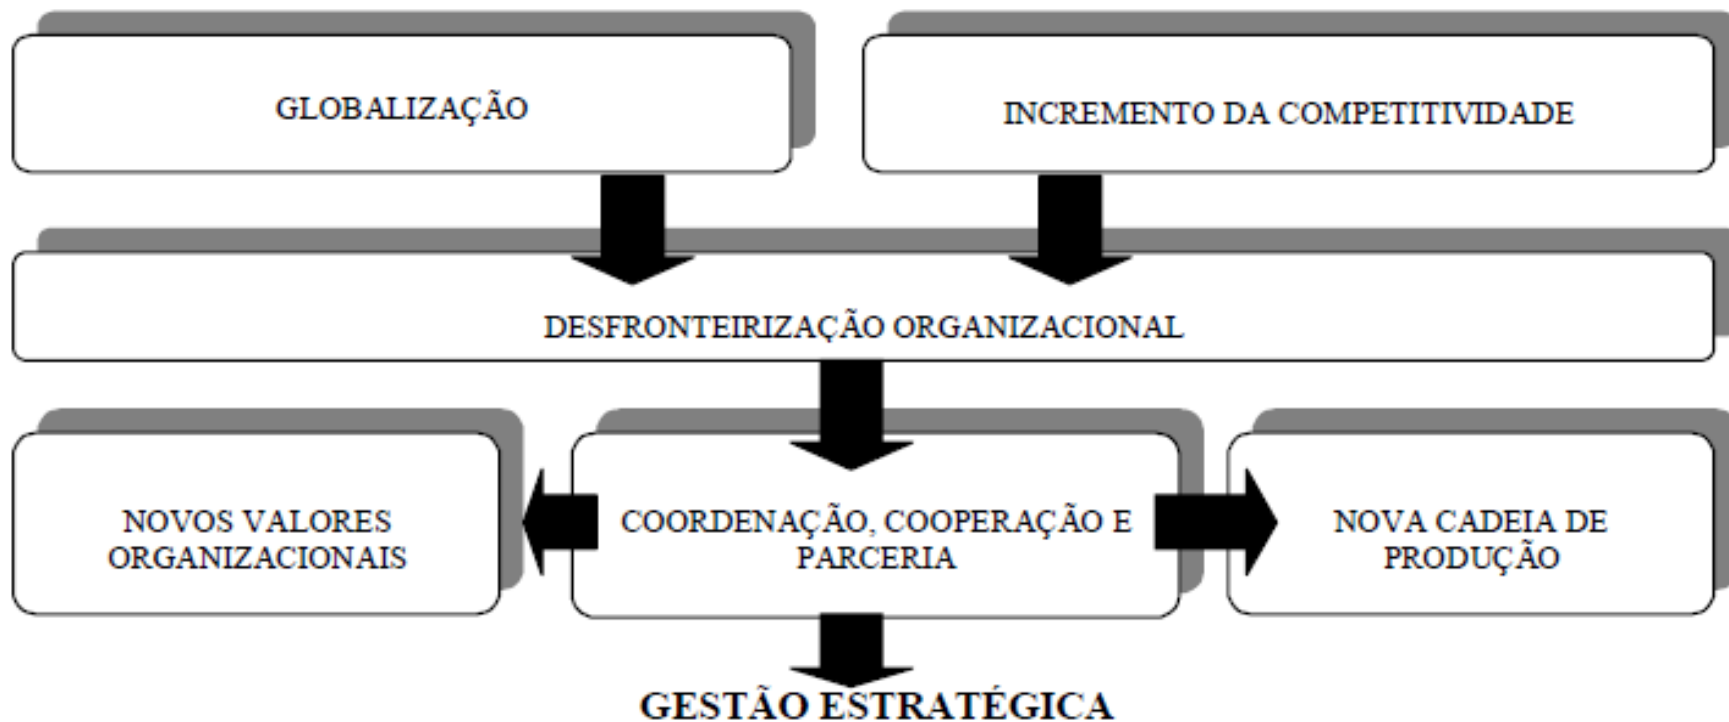 GLOBALIZAÇÃO
INCREMENTO DA COMPETITIVIDADE
DESFRONTEIRIZAÇÃO ORGANIZACIONAL
NOVOS VALORES
ORGANIZACIONAIS
COORDENAÇÃO, COOPERAÇÃO E
PARCERIA
NOVA CADEIA DE
PRODUÇÃO
GESTÃO ESTRATÉGICA